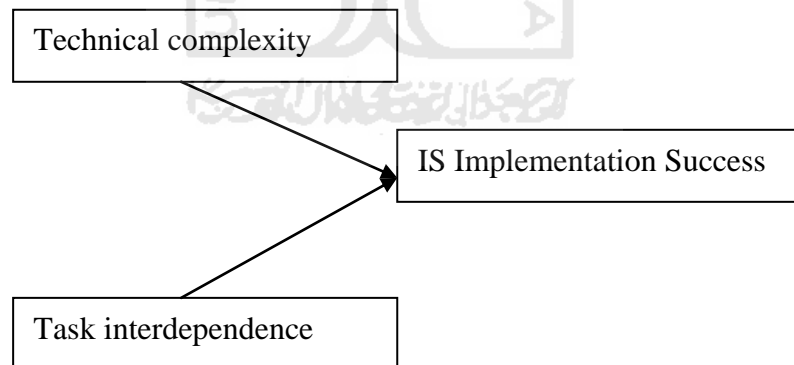 Technical complexity
IS Implementation Success
Task interdependence